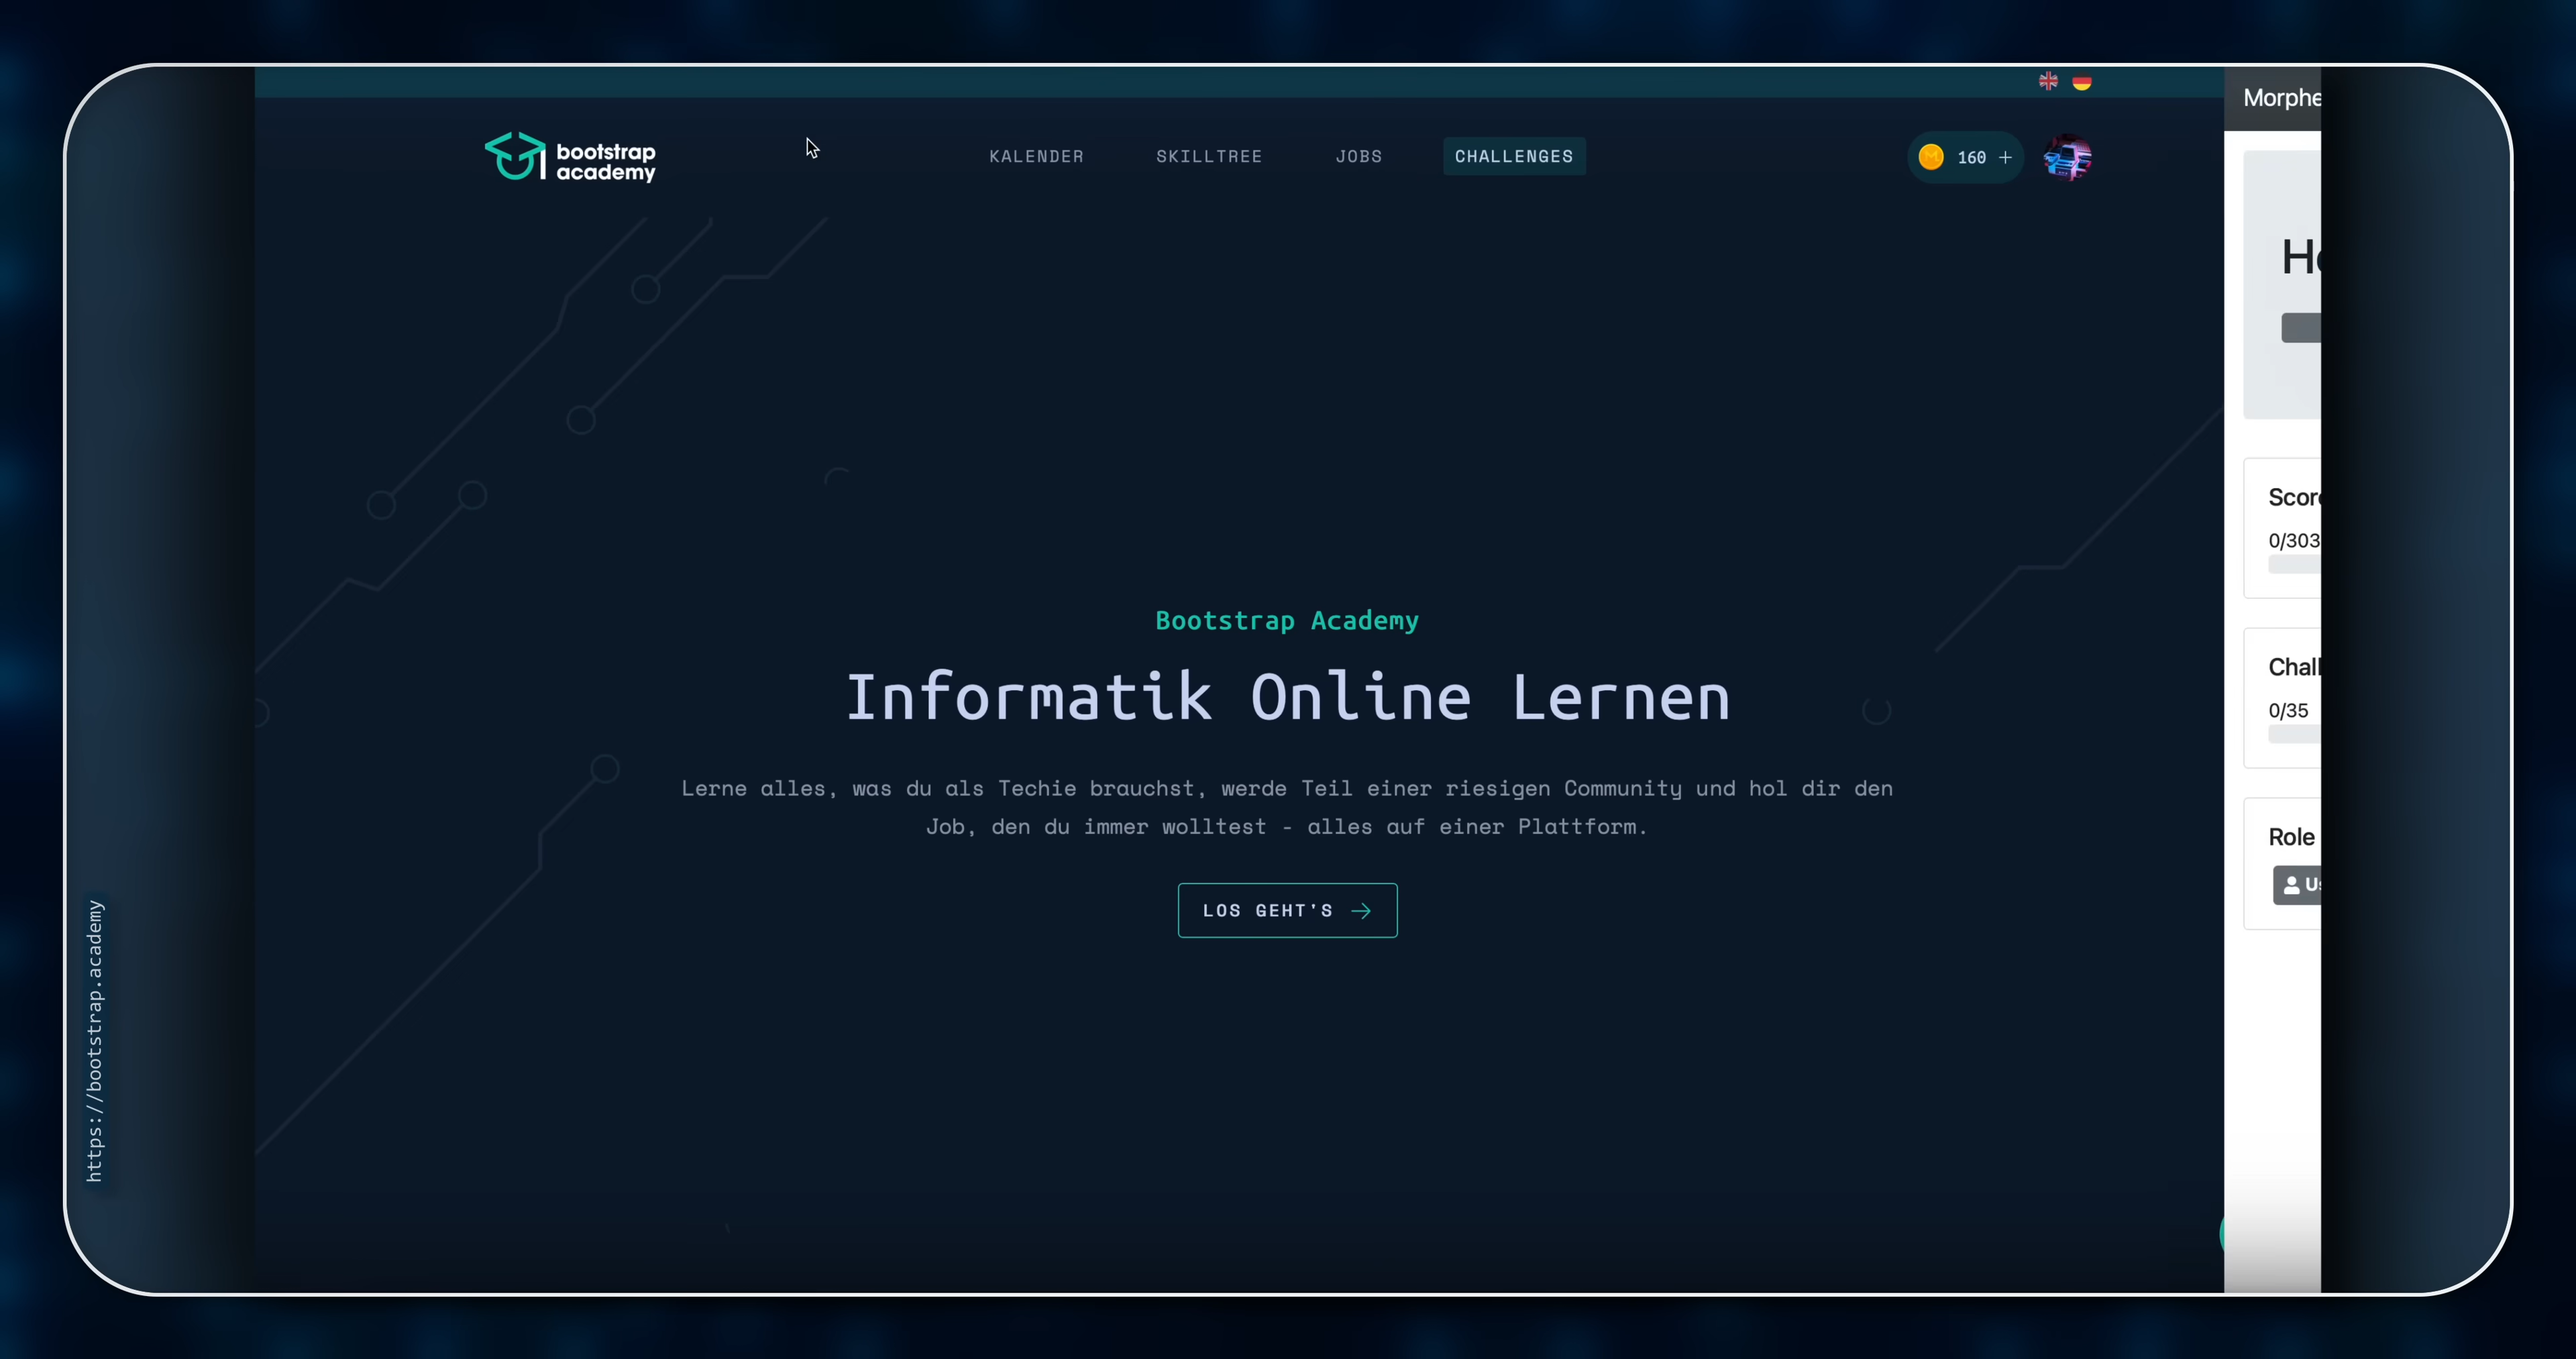 bootstrap
academy
KALENDER
SKILLTREE
JOBS
CHALLENGES
160 +
Bootstrap Academy
Informatik Online Lernen
Lerne alles, was du als Techie brauchst, werde Teil einer riesigen Community und hol dir den
Job, den du immer wolltest - alles auf einer Plattform.
LOS GEHT'S
https://bootstrap.academy
0/303
0/35
Role